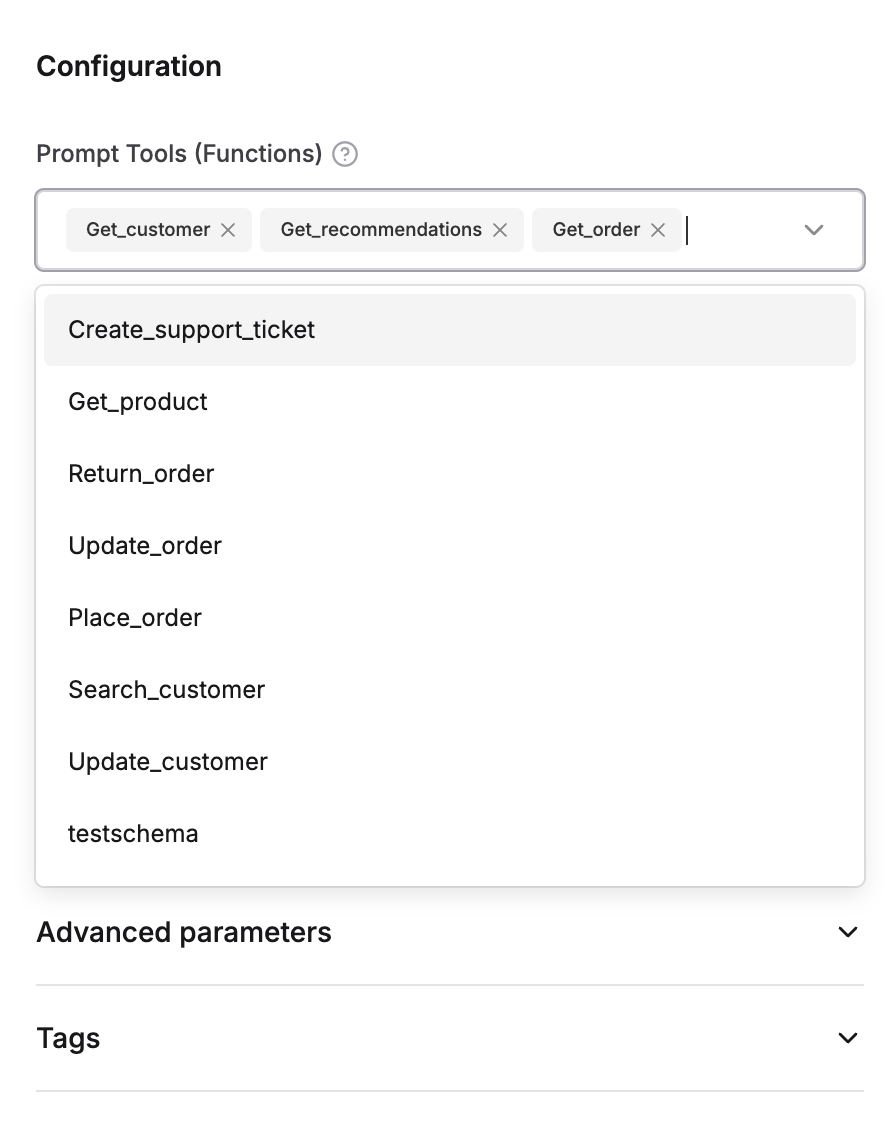 Configuration
Prompt Tools (Functions) ?
Get_customer Get_recommendations Get_order
Create_support_ticket
Get_product
Return_order
Update_order
Place_order
Search_customer
Update_customer
testschema
Advanced parameters
Tags